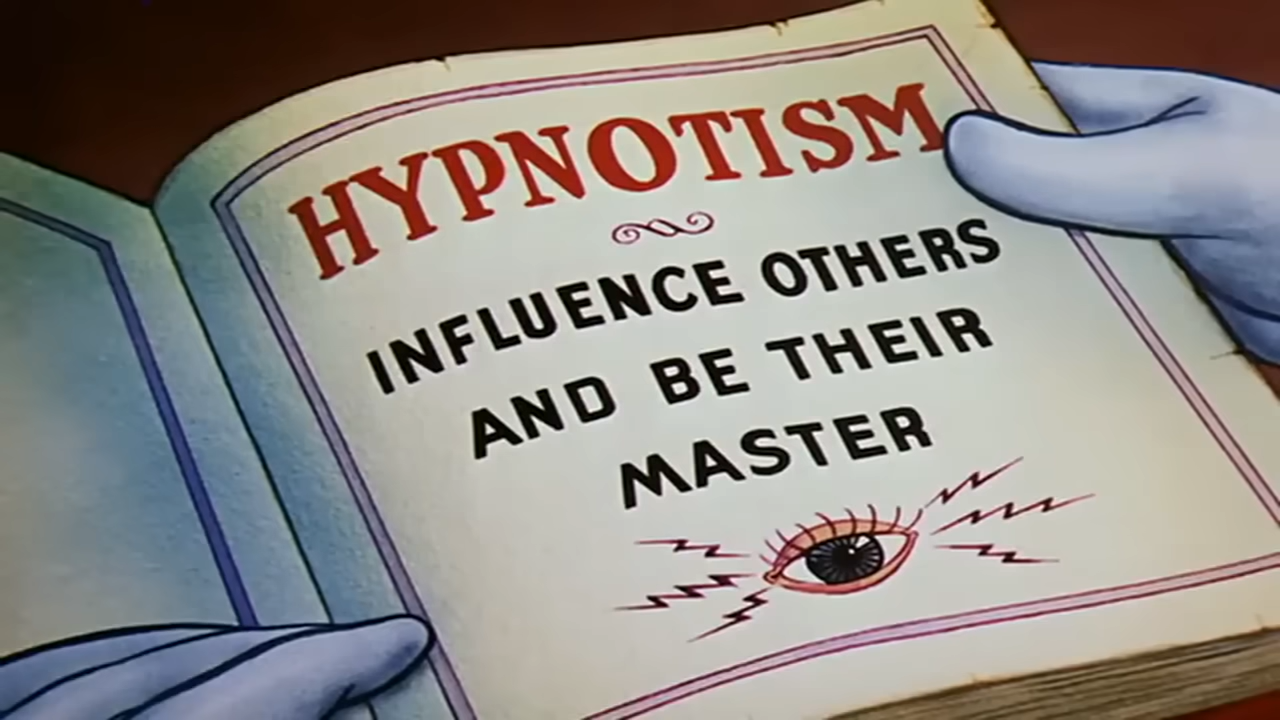 HYPNOTISM
INFLUENCE OTHERS
AND BE THEIR
MASTER